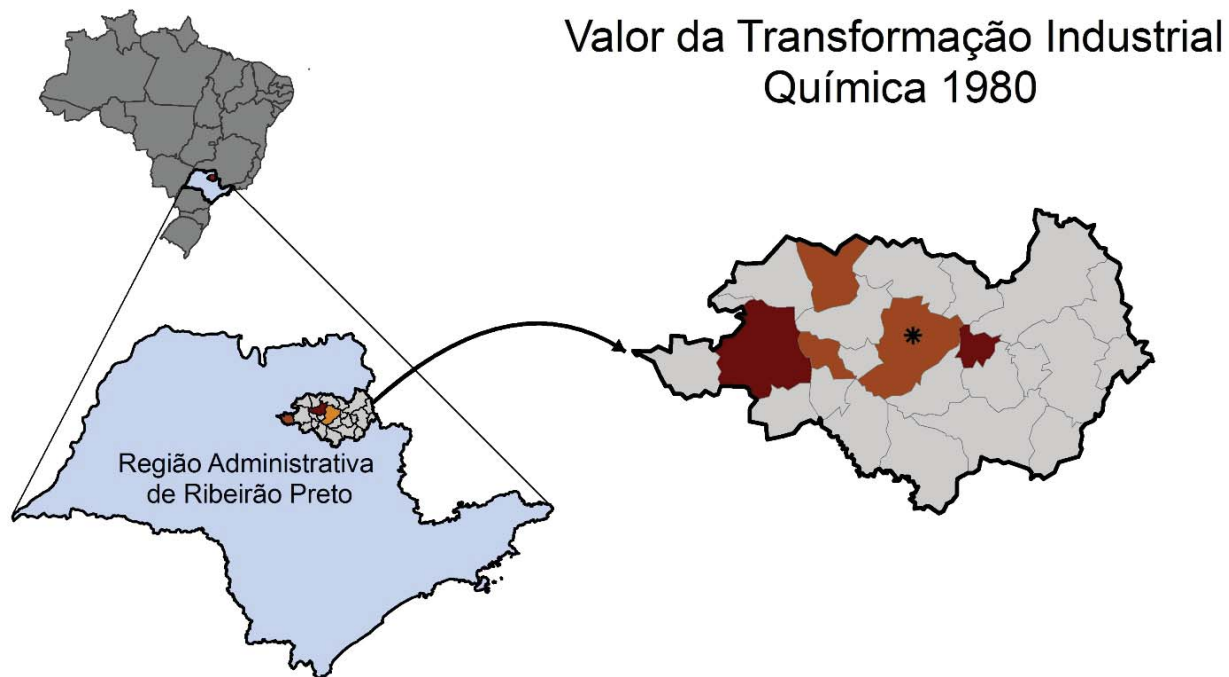 Valor da Transformação Industrial
Química 1980
Região Administrativa
de Ribeirão Preto